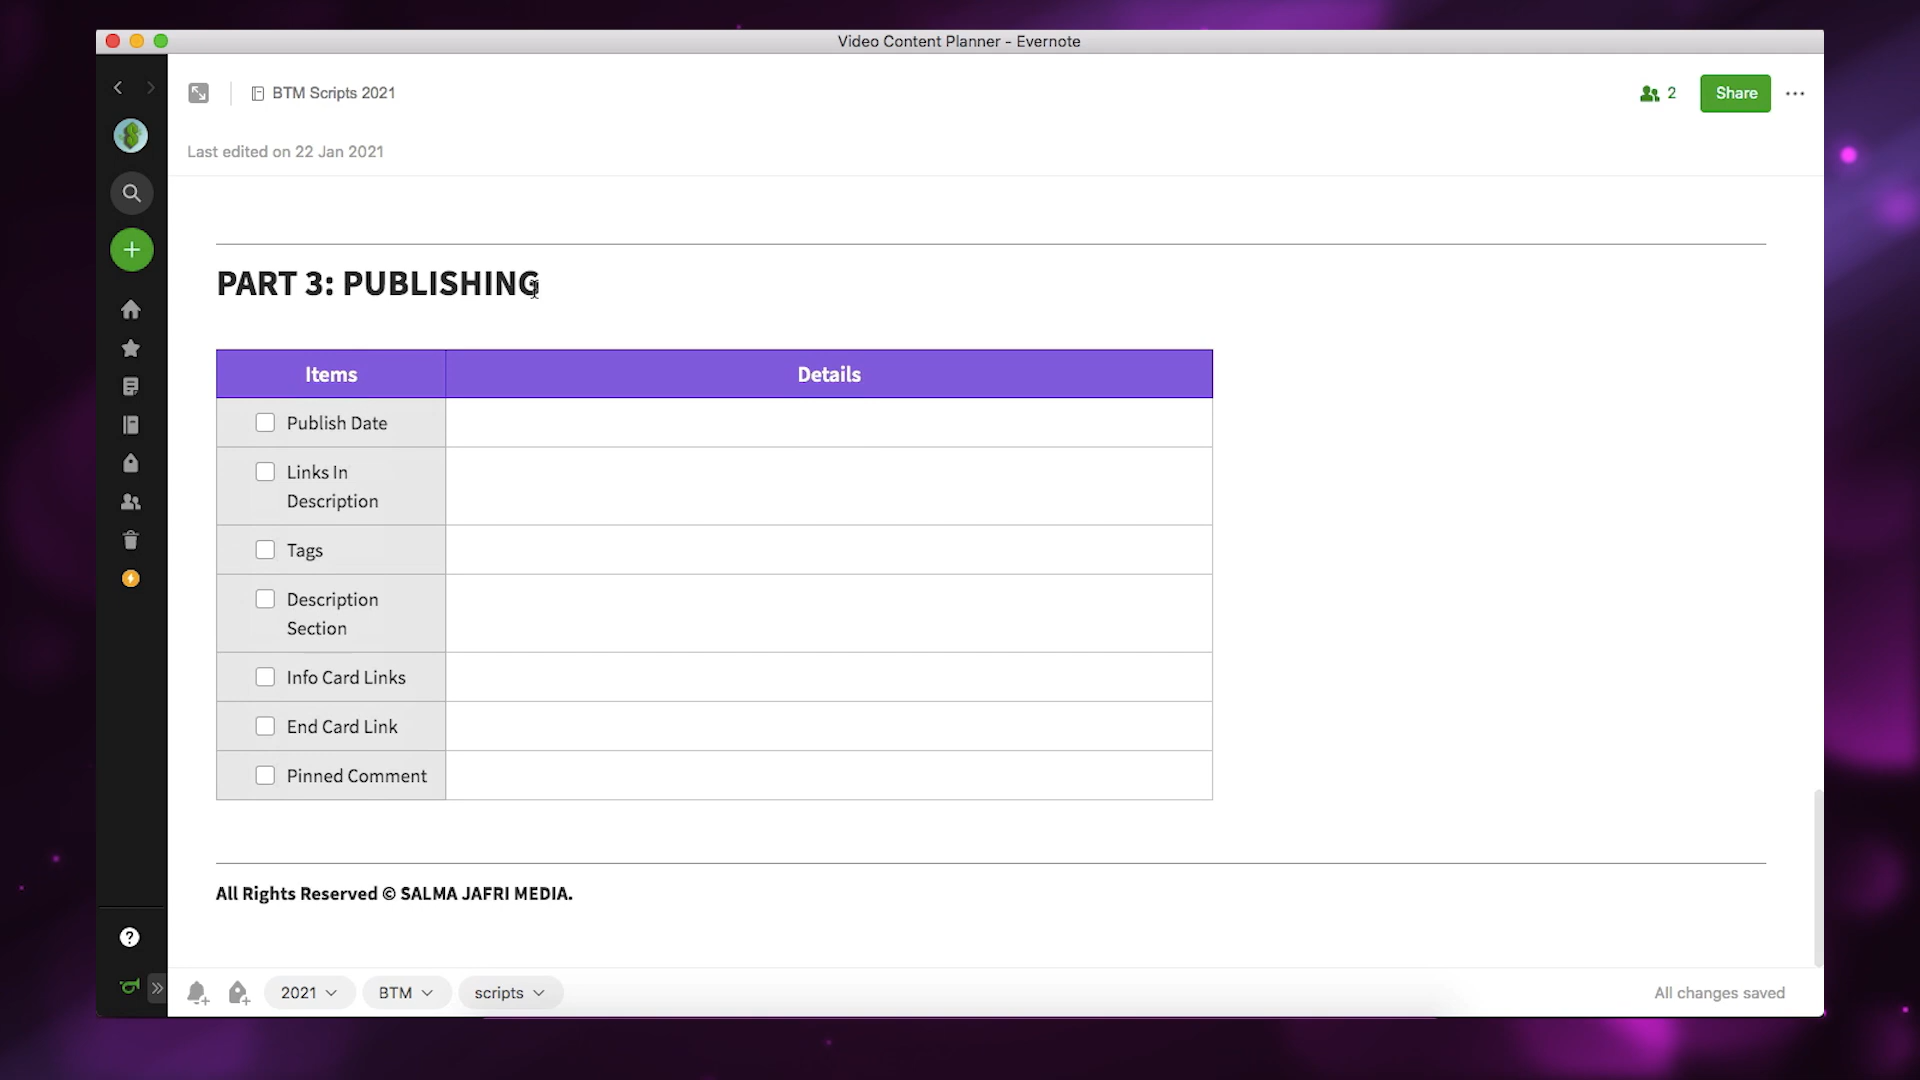 Video Content Planner - Evernote
BTM Scripts 2021
2
Share
Last edited on 22 Jan 2021
PART 3: PUBLISHING
Items
Details
Publish Date
Links In
Description
Tags
Description
Section
Info Card Links
End Card Link
Pinned Comment
All Rights Reserved © SALMA JAFRI MEDIA.
2021
BTM
scripts
All changes saved